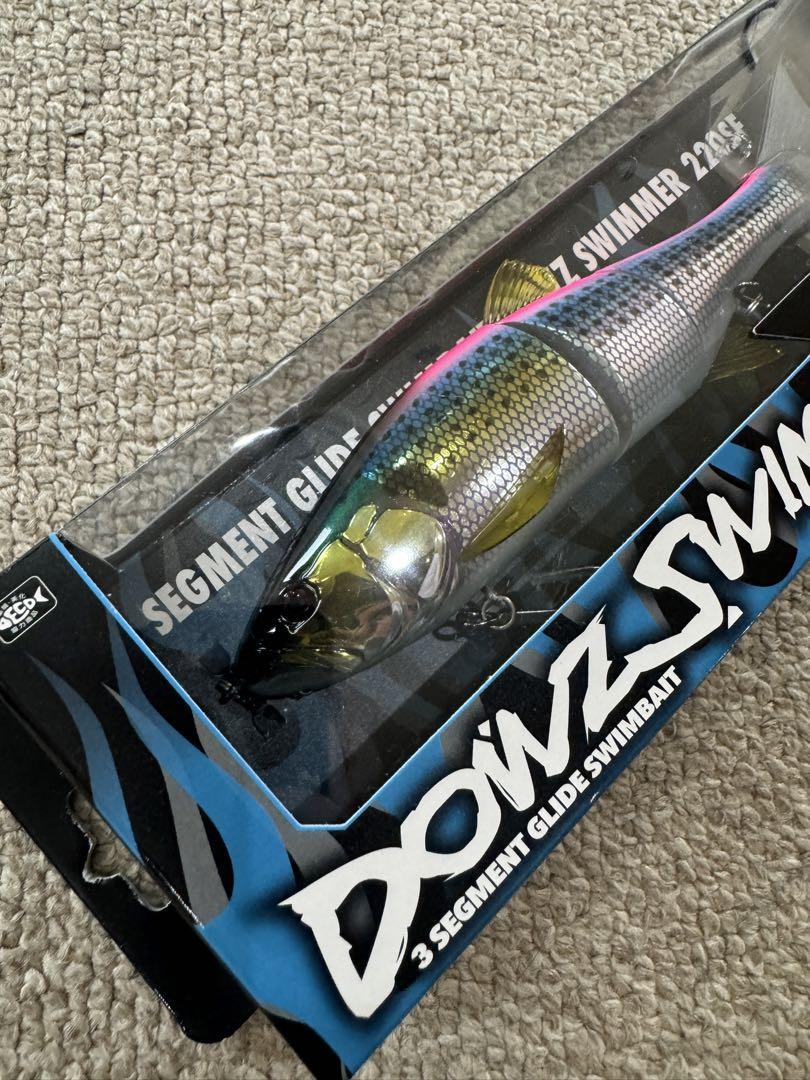 SEGMENT GLIDE
Z SWIMMER 220SF
DOWZ SWIM
3 SEGMENT GLIDE SWIMBAIT